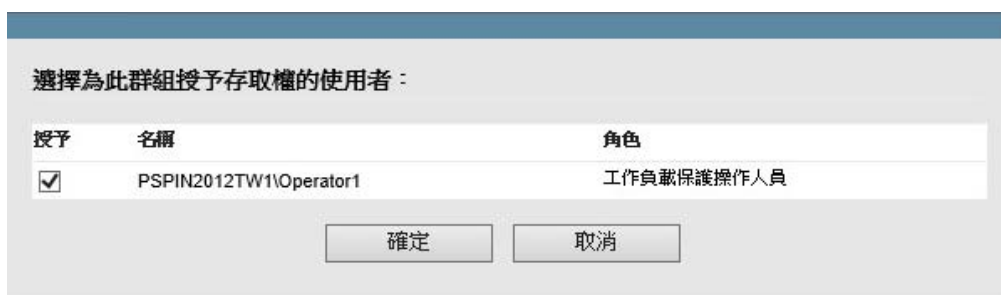 選擇為此群組授予存取權的使用者：
授予 名稱 角色
PSPIN2012TW1\Operator1 工作負載保護操作人員
確定 取消